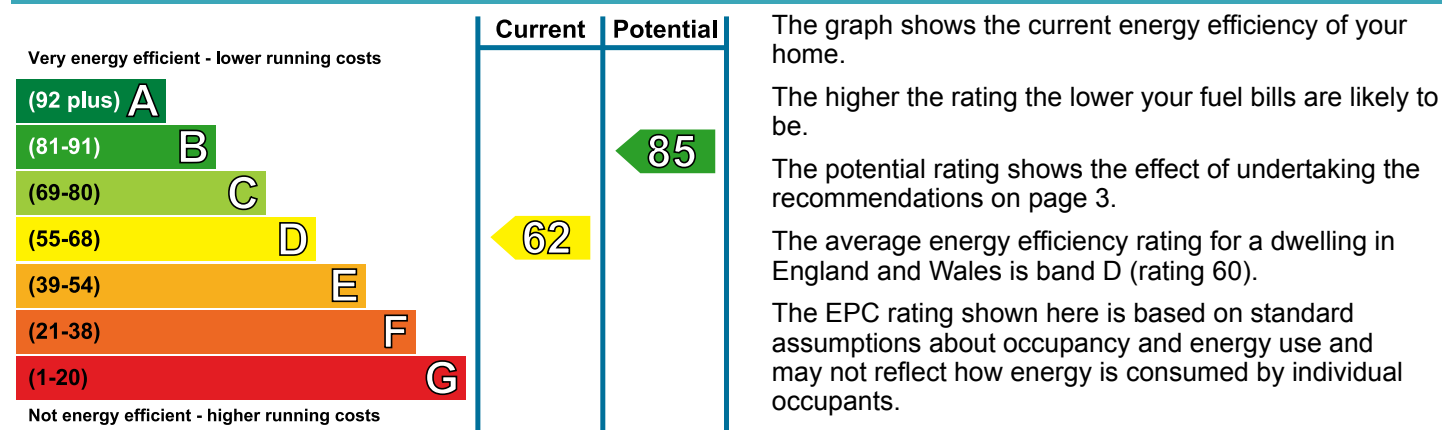 Current Potential
Very energy efficient - lower running costs
(92 plus) A
(81-91) B
85
(69-80) C
(55-68) D
62
(39-54) E
(21-38) F
(1-20) G
Not energy efficient - higher running costs
The graph shows the current energy efficiency of your
home.
The higher the rating the lower your fuel bills are likely to
be.
The potential rating shows the effect of undertaking the
recommendations on page 3.
The average energy efficiency rating for a dwelling in
England and Wales is band D (rating 60).
The EPC rating shown here is based on standard
assumptions about occupancy and energy use and
may not reflect how energy is consumed by individual
occupants.